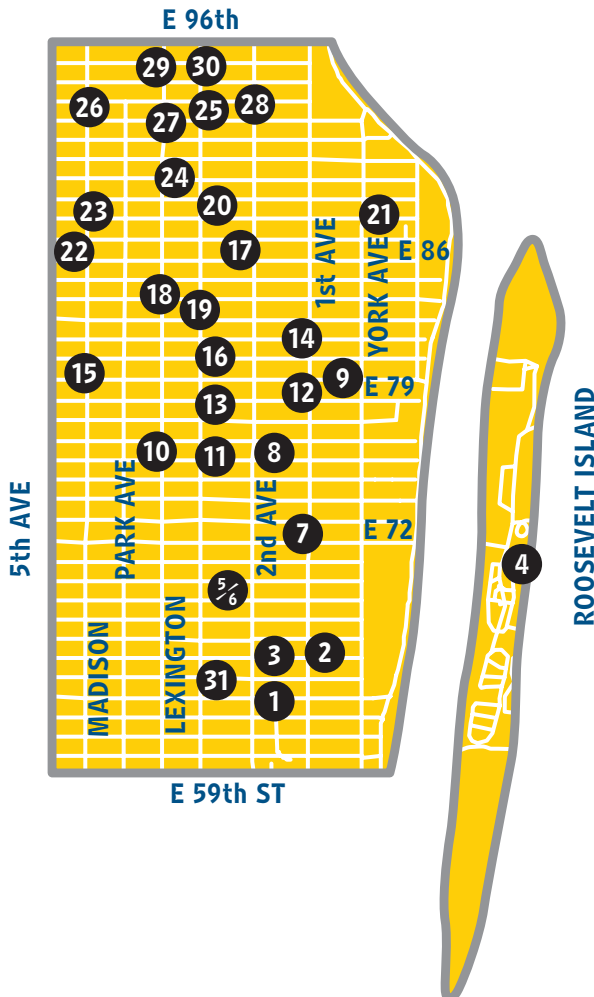 E 96th
29
30
26
25
28
27
24
20
23
21
22
17
1st AVE
YORK AVE
E 86
18
19
14
16
15
9
12
E 79
13
10
11
8
5th AVE
PARK AVE
2nd AVE
7
E 72
4
ROOSEVELT ISLAND
5/6
MADISON
LEXINGTON
3
2
31
1
E 59th ST